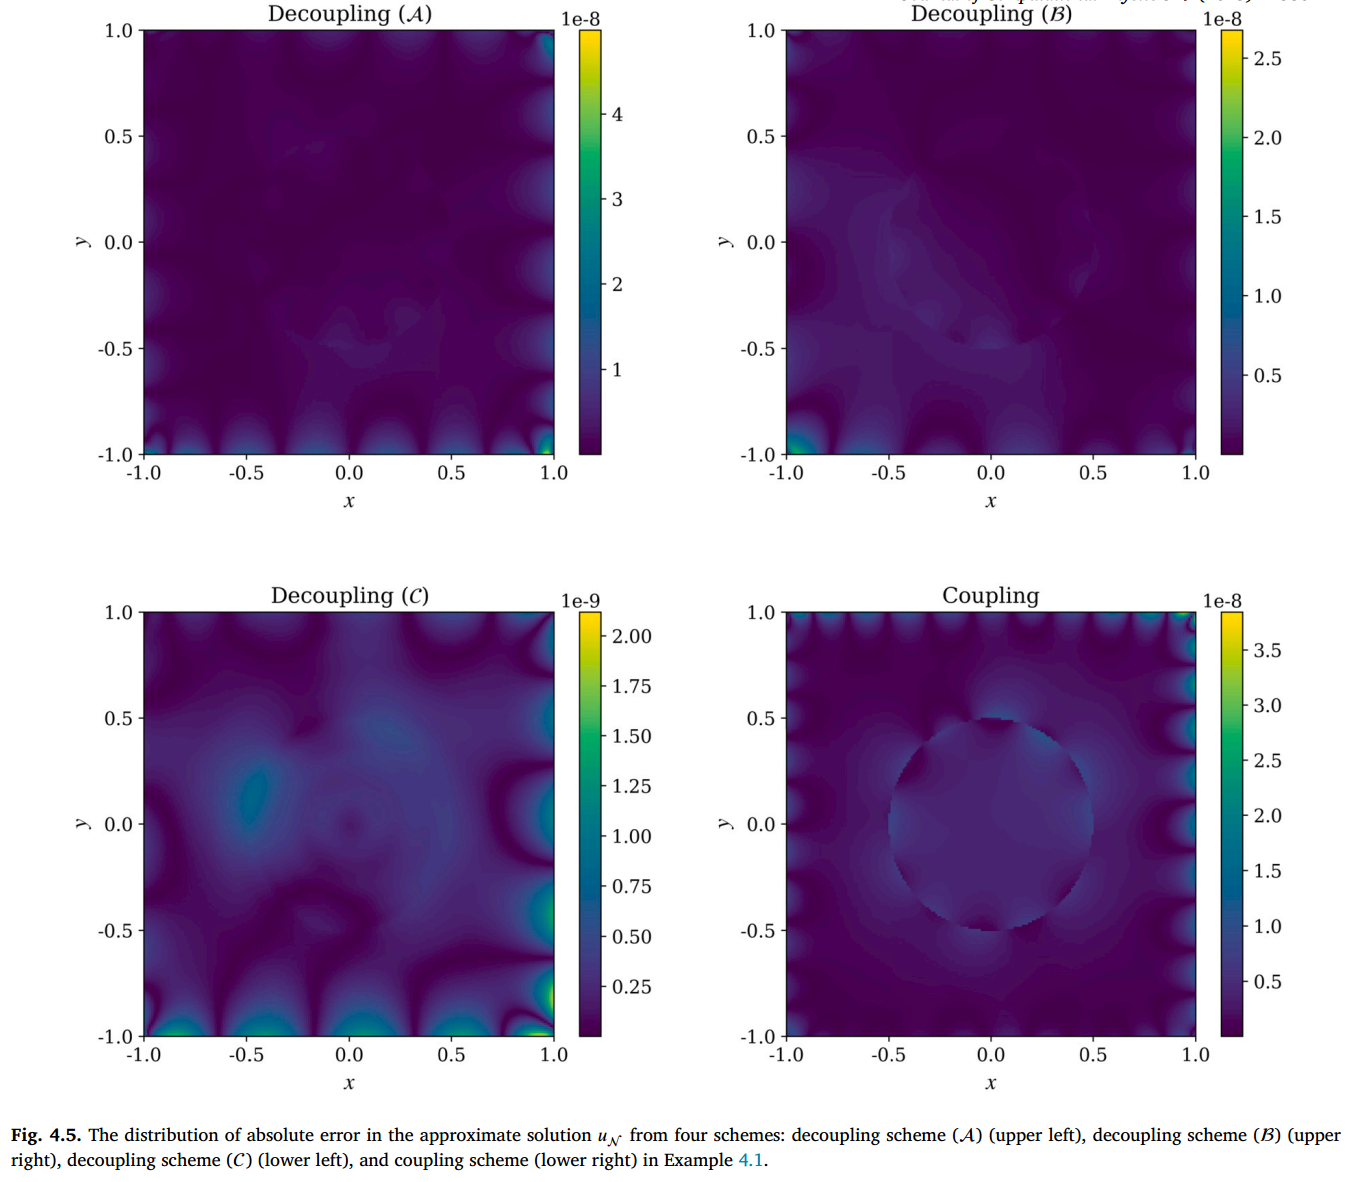 Decoupling (𝒜)
1e-8
1.0
0.5
0.0
-0.5
-1.0
y
-1.0 -0.5 0.0 0.5 1.0
x
4
3
2
1
Decoupling (ℬ)
1e-8
1.0
0.5
0.0
-0.5
-1.0
y
-1.0 -0.5 0.0 0.5 1.0
x
2.5
2.0
1.5
1.0
0.5
Decoupling (𝒞)
1e-9
1.0
0.5
0.0
-0.5
-1.0
y
-1.0 -0.5 0.0 0.5 1.0
x
2.00
1.75
1.50
1.25
1.00
0.75
0.50
0.25
Coupling
1e-8
1.0
0.5
0.0
-0.5
-1.0
y
-1.0 -0.5 0.0 0.5 1.0
x
3.5
3.0
2.5
2.0
1.5
1.0
0.5
Fig. 4.5. The distribution of absolute error in the approximate solution u_𝒩 from four schemes: decoupling scheme (𝒜) (upper left), decoupling scheme (ℬ) (upper
right), decoupling scheme (𝒞) (lower left), and coupling scheme (lower right) in Example 4.1.